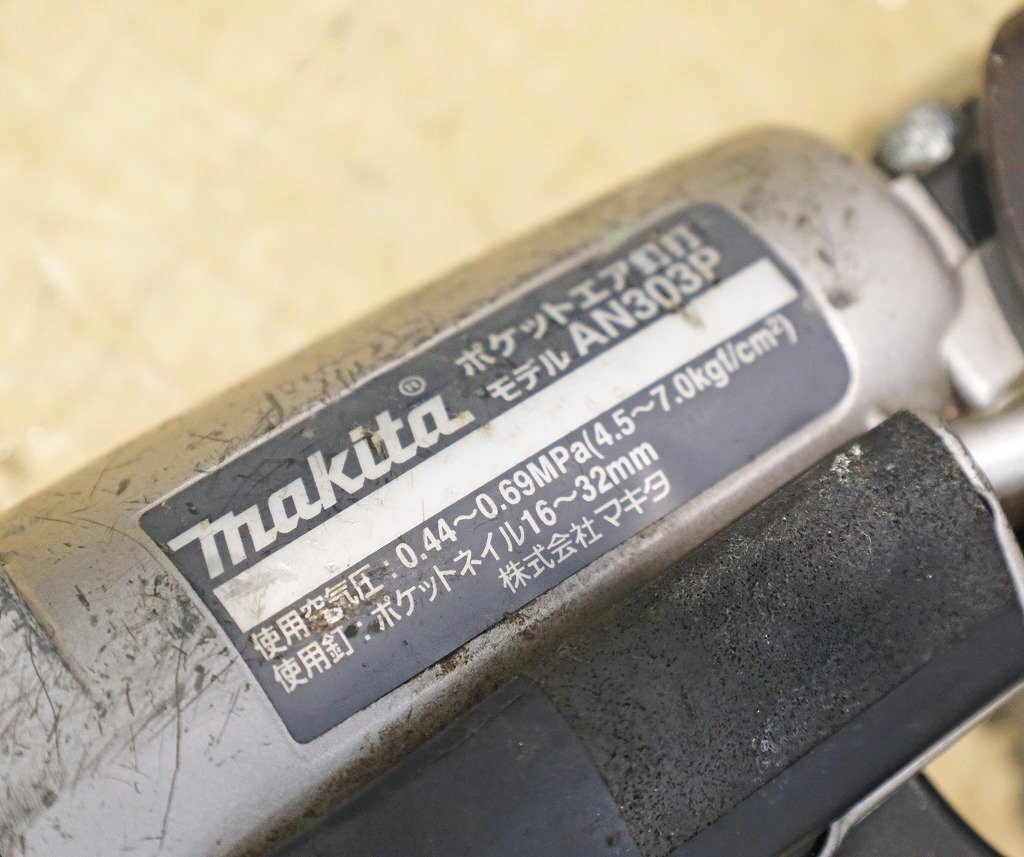 makita®
ポケットエア釘打
モデル AN303P
使用空気圧：0.44～0.69MPa(4.5～7.0kgf/cm²)
使用釘：ポケットネイル16～32mm
株式会社 マキタ